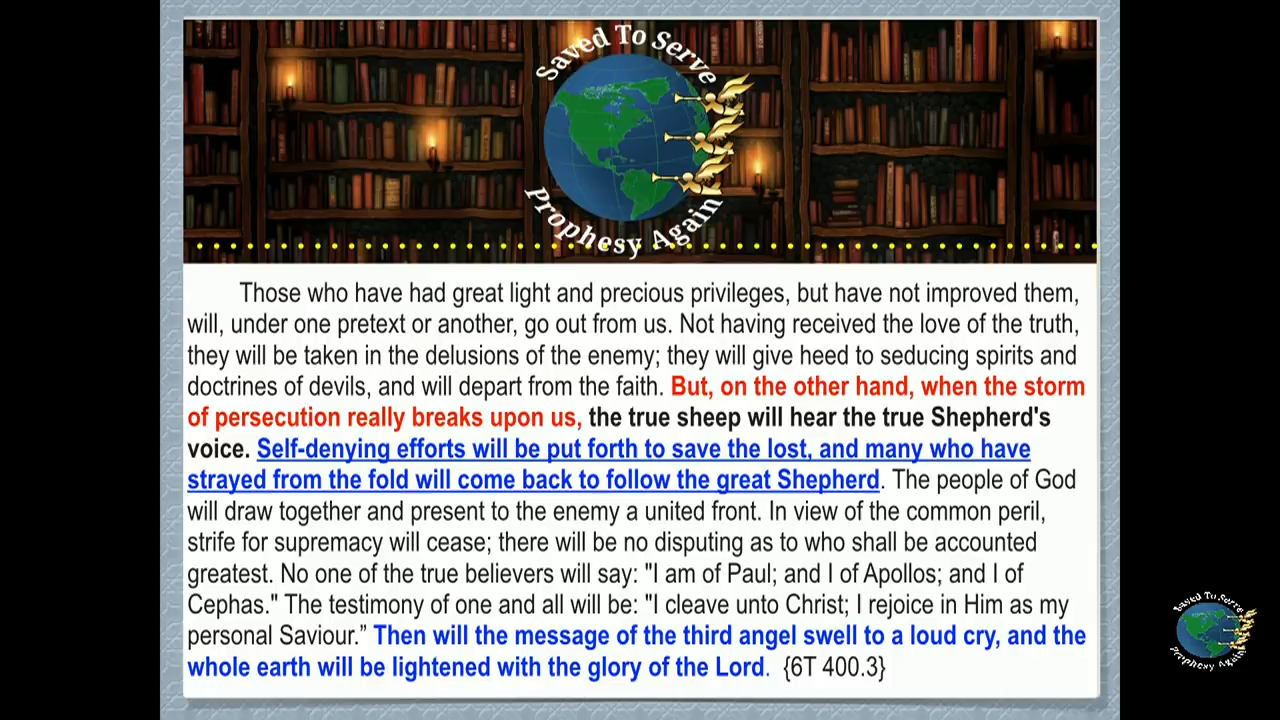 Saved To Serve
Prophesy Again
Those who have had great light and precious privileges, but have not improved them,
will, under one pretext or another, go out from us. Not having received the love of the truth,
they will be taken in the delusions of the enemy; they will give heed to seducing spirits and
doctrines of devils, and will depart from the faith. But, on the other hand, when the storm
of persecution really breaks upon us, the true sheep will hear the true Shepherd's
voice. Self-denying efforts will be put forth to save the lost, and many who have
strayed from the fold will come back to follow the great Shepherd. The people of God
will draw together and present to the enemy a united front. In view of the common peril,
strife for supremacy will cease; there will be no disputing as to who shall be accounted
greatest. No one of the true believers will say: "I am of Paul; and I of Apollos; and I of
Cephas." The testimony of one and all will be: "I cleave unto Christ; I rejoice in Him as my
personal Saviour.” Then will the message of the third angel swell to a loud cry, and the
whole earth will be lightened with the glory of the Lord. {6T 400.3}
Saved To Serve
Prophesy Again